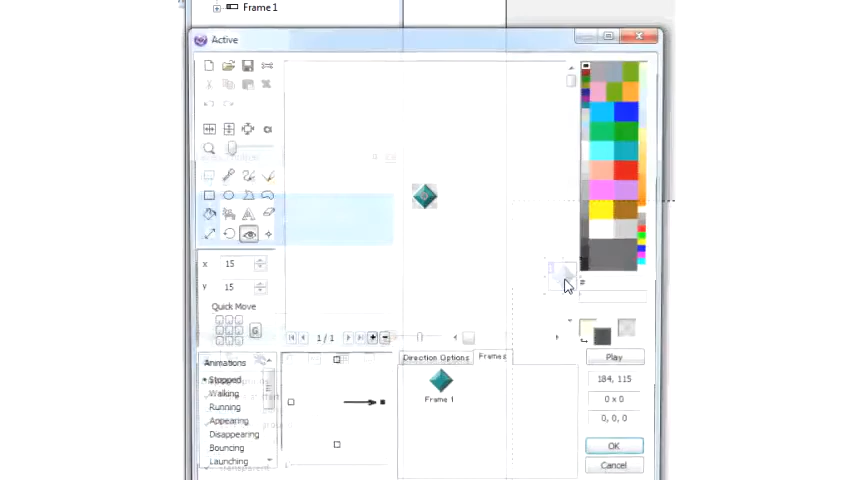 Frame 1
Active
X 15
Y 15
Quick Move
1 / 1
Direction Options
Frames
Play
Animations
Stopped
Walking
Running
Appearing
Disappearing
Bouncing
Launching
Frame 1
184, 115
0 x 0
0, 0, 0
OK
Cancel